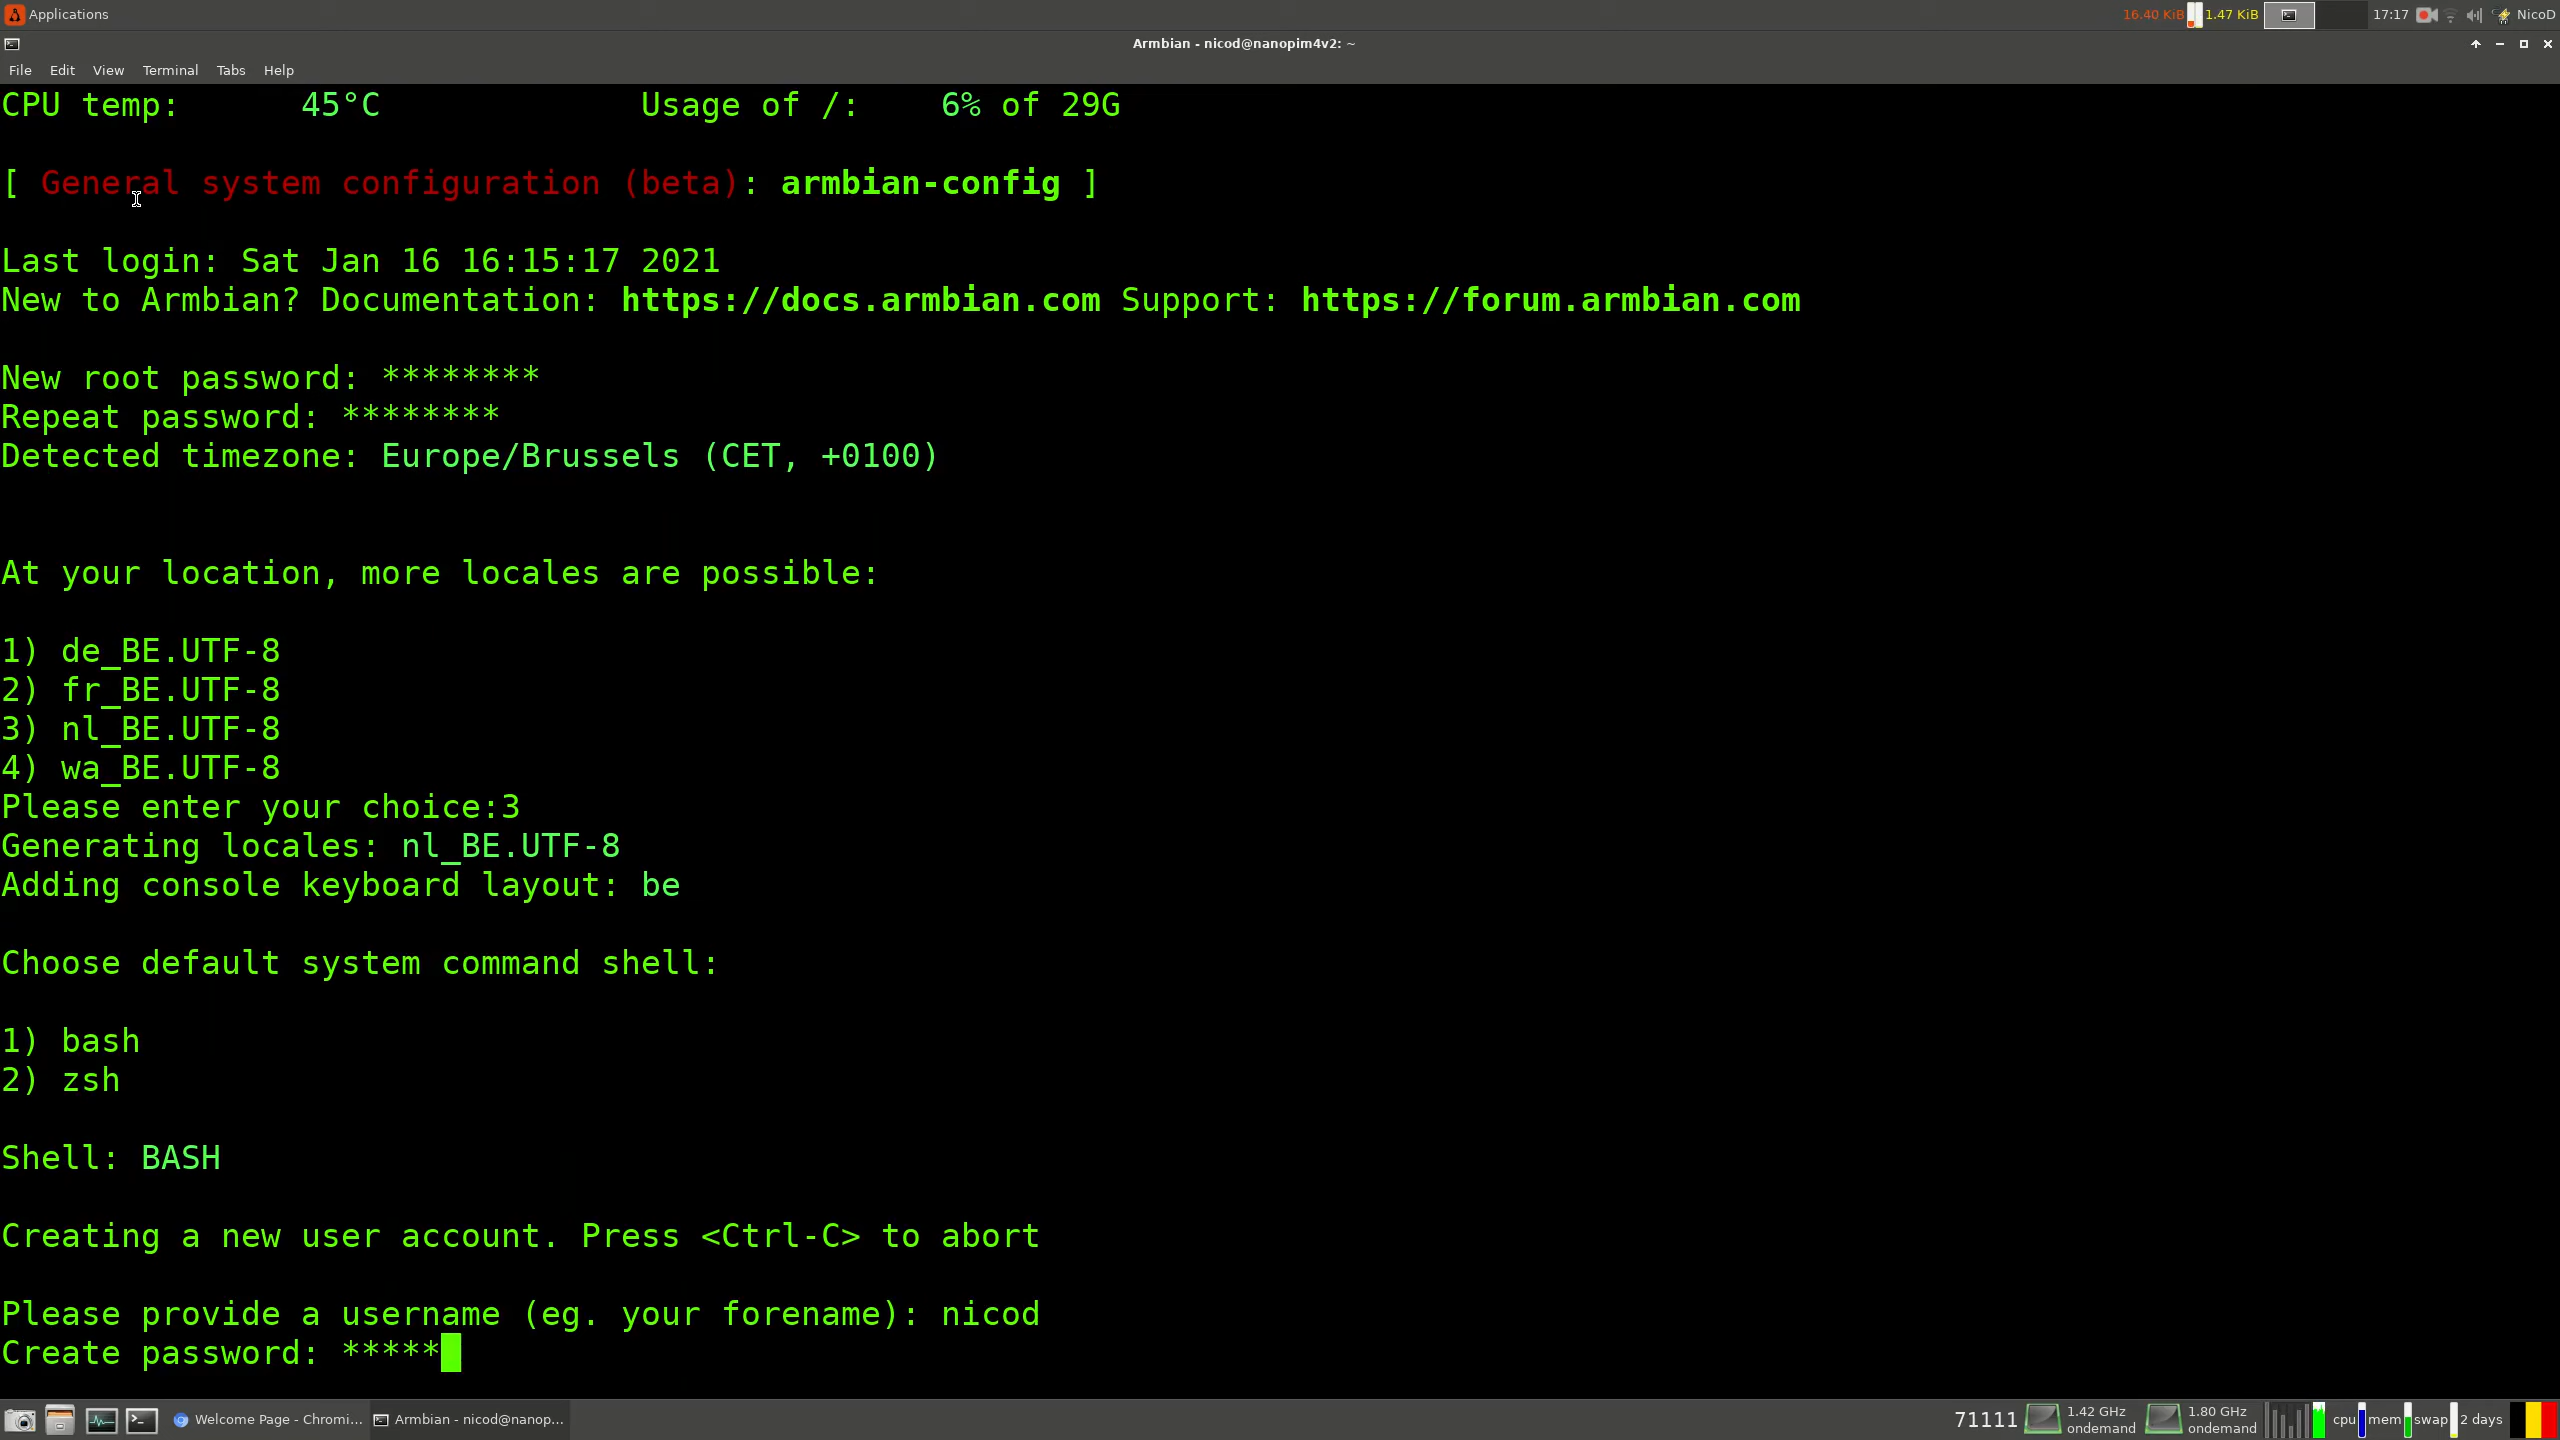 Applications 16.40 KiB 1.47 KiB 17:17 NicoD
Armbian - nicod@nanopim4v2: ~
File Edit View Terminal Tabs Help
CPU temp: 45°C Usage of /: 6% of 29G
[ General system configuration (beta): armbian-config ]
Last login: Sat Jan 16 16:15:17 2021
New to Armbian? Documentation: https://docs.armbian.com Support: https://forum.armbian.com
New root password: ********
Repeat password: ********
Detected timezone: Europe/Brussels (CET, +0100)
At your location, more locales are possible:
1) de_BE.UTF-8
2) fr_BE.UTF-8
3) nl_BE.UTF-8
4) wa_BE.UTF-8
Please enter your choice:3
Generating locales: nl_BE.UTF-8
Adding console keyboard layout: be
Choose default system command shell:
1) bash
2) zsh
Shell: BASH
Creating a new user account. Press <Ctrl-C> to abort
Please provide a username (eg. your forename): nicod
Create password: *****
Welcome Page - Chromi... Armbian - nicod@nanop... 71111 1.42 GHz ondemand 1.80 GHz ondemand cpu mem swap 2 days